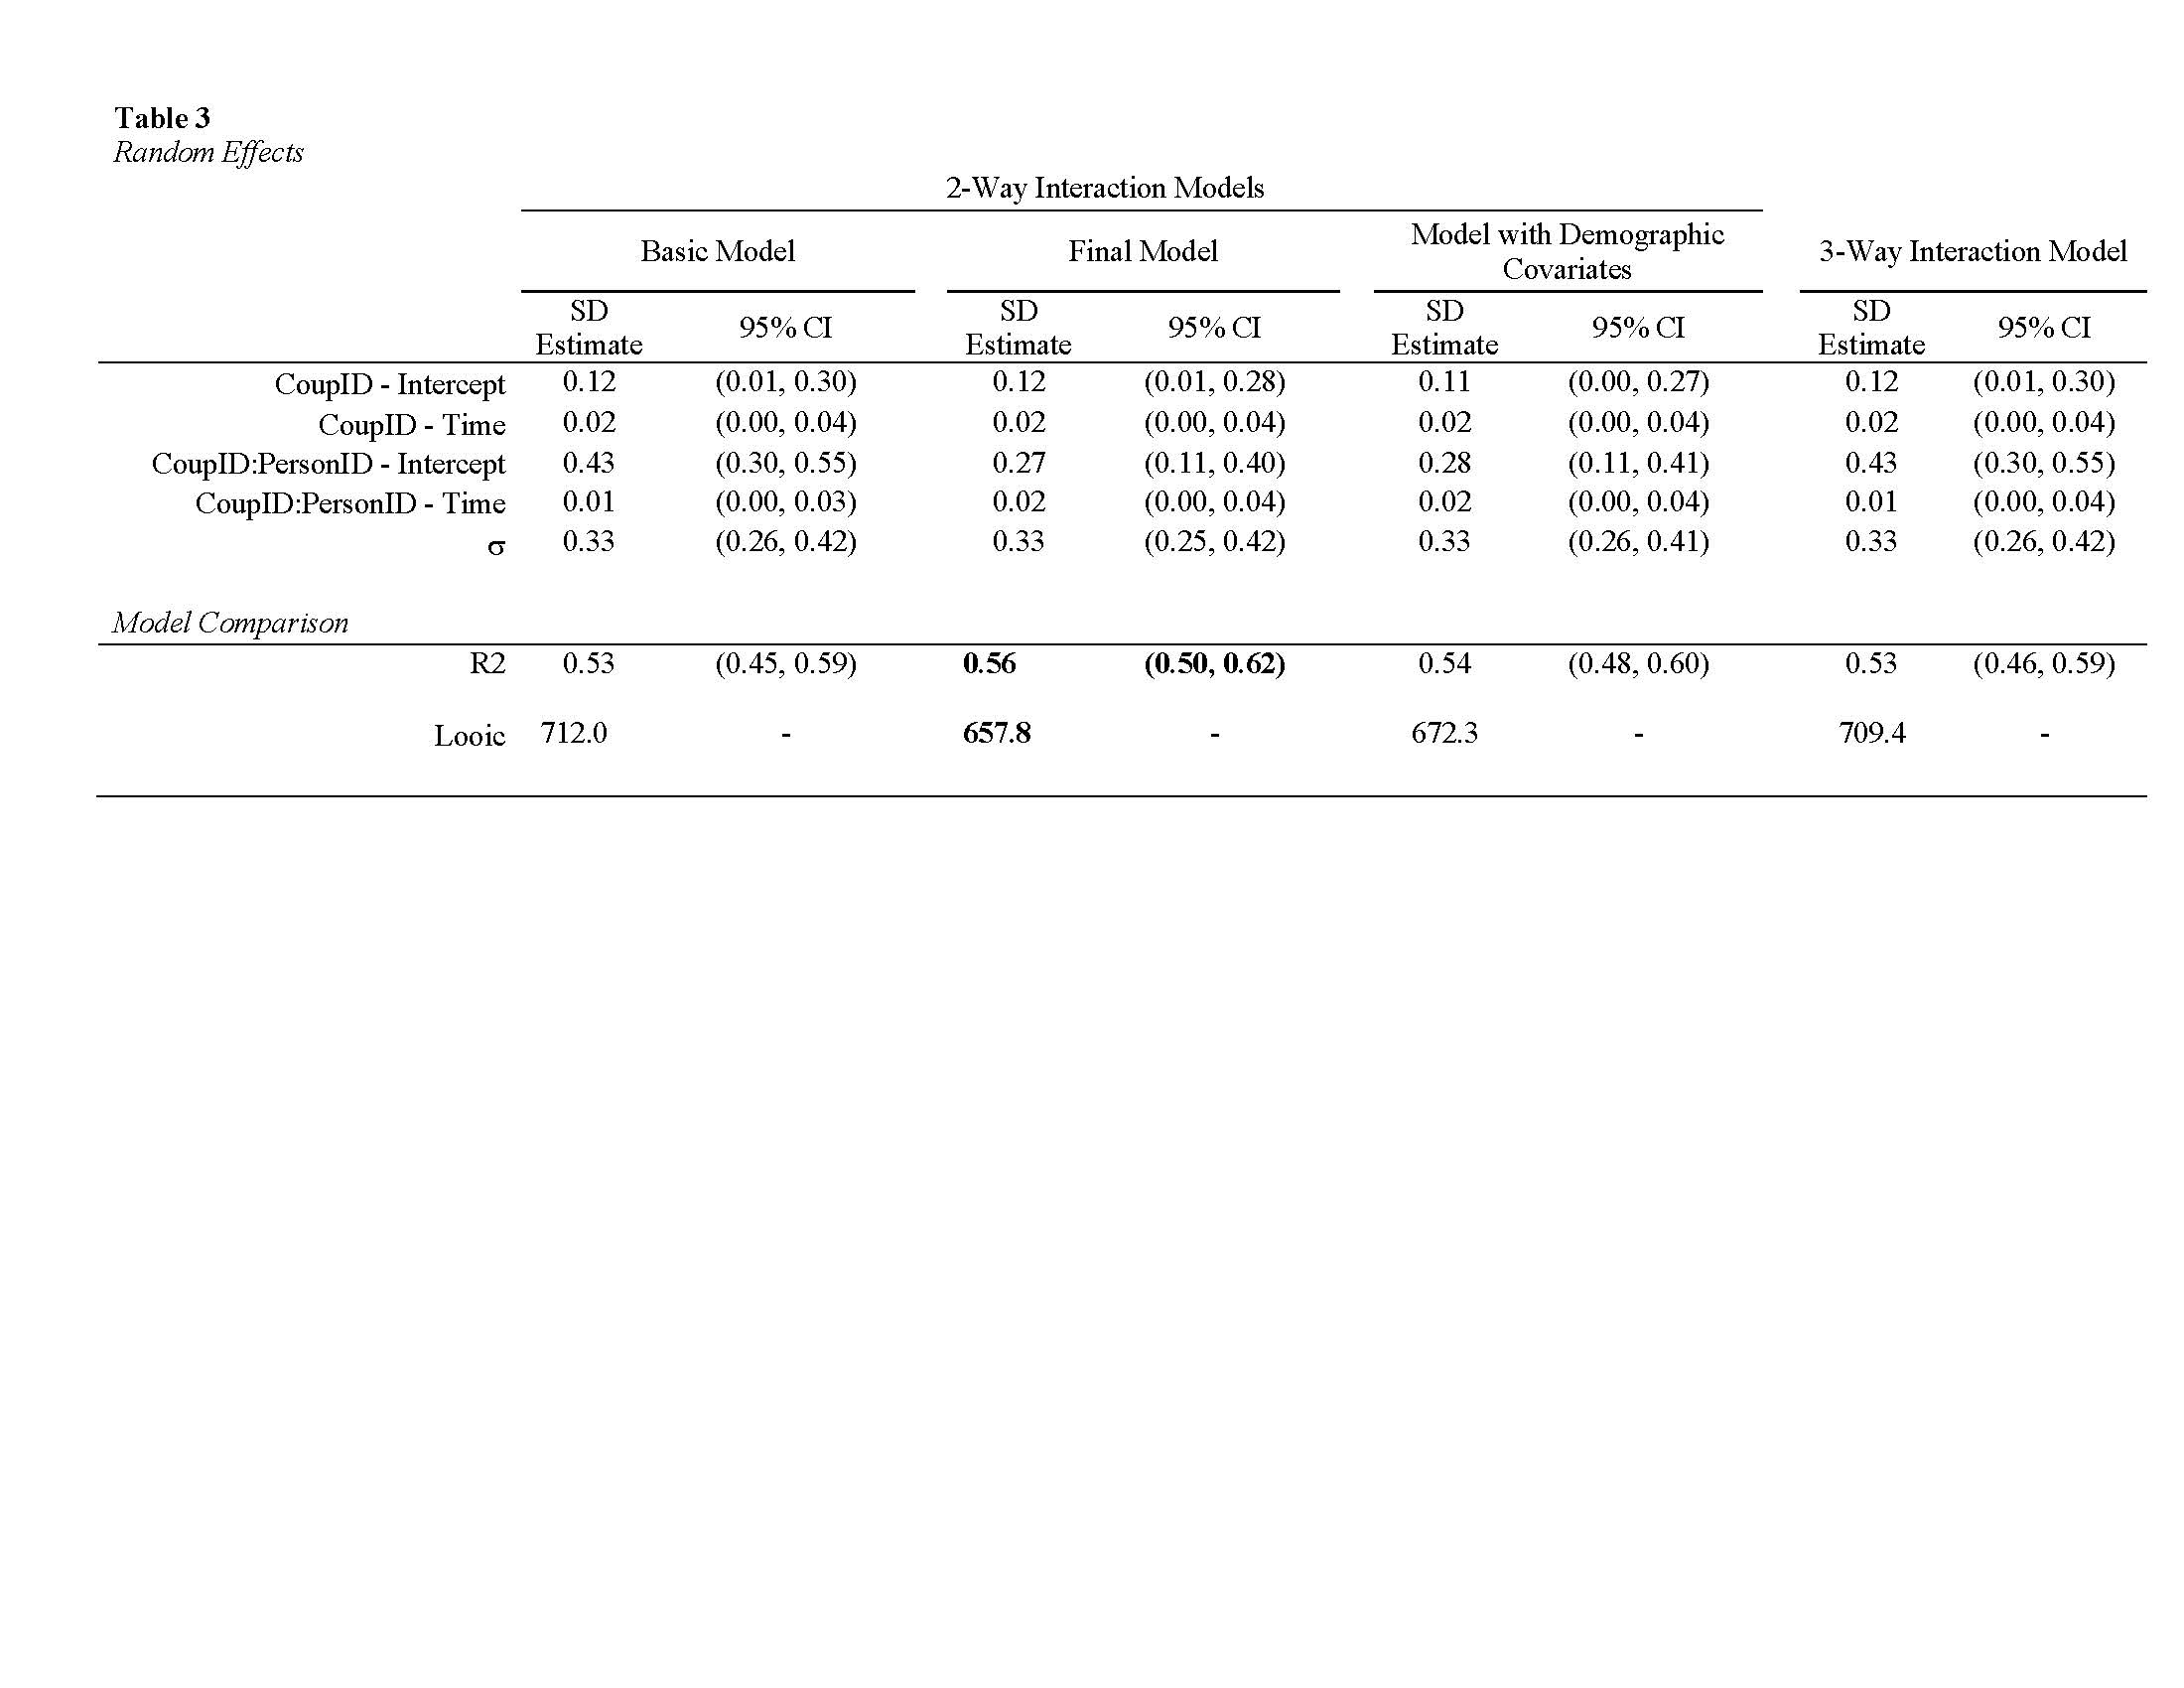 Table 3
Random Effects
2-Way Interaction Models
Basic Model Final Model Model with Demographic Covariates 3-Way Interaction Model
SD Estimate 95% CI SD Estimate 95% CI SD Estimate 95% CI SD Estimate 95% CI
CoupID - Intercept 0.12 (0.01, 0.30) 0.12 (0.01, 0.28) 0.11 (0.00, 0.27) 0.12 (0.01, 0.30)
CoupID - Time 0.02 (0.00, 0.04) 0.02 (0.00, 0.04) 0.02 (0.00, 0.04) 0.02 (0.00, 0.04)
CoupID:PersonID - Intercept 0.43 (0.30, 0.55) 0.27 (0.11, 0.40) 0.28 (0.11, 0.41) 0.43 (0.30, 0.55)
CoupID:PersonID - Time 0.01 (0.00, 0.03) 0.02 (0.00, 0.04) 0.02 (0.00, 0.04) 0.01 (0.00, 0.04)
σ 0.33 (0.26, 0.42) 0.33 (0.25, 0.42) 0.33 (0.26, 0.41) 0.33 (0.26, 0.42)
Model Comparison
R2 0.53 (0.45, 0.59) 0.56 (0.50, 0.62) 0.54 (0.48, 0.60) 0.53 (0.46, 0.59)
Looic 712.0 - 657.8 - 672.3 - 709.4 -